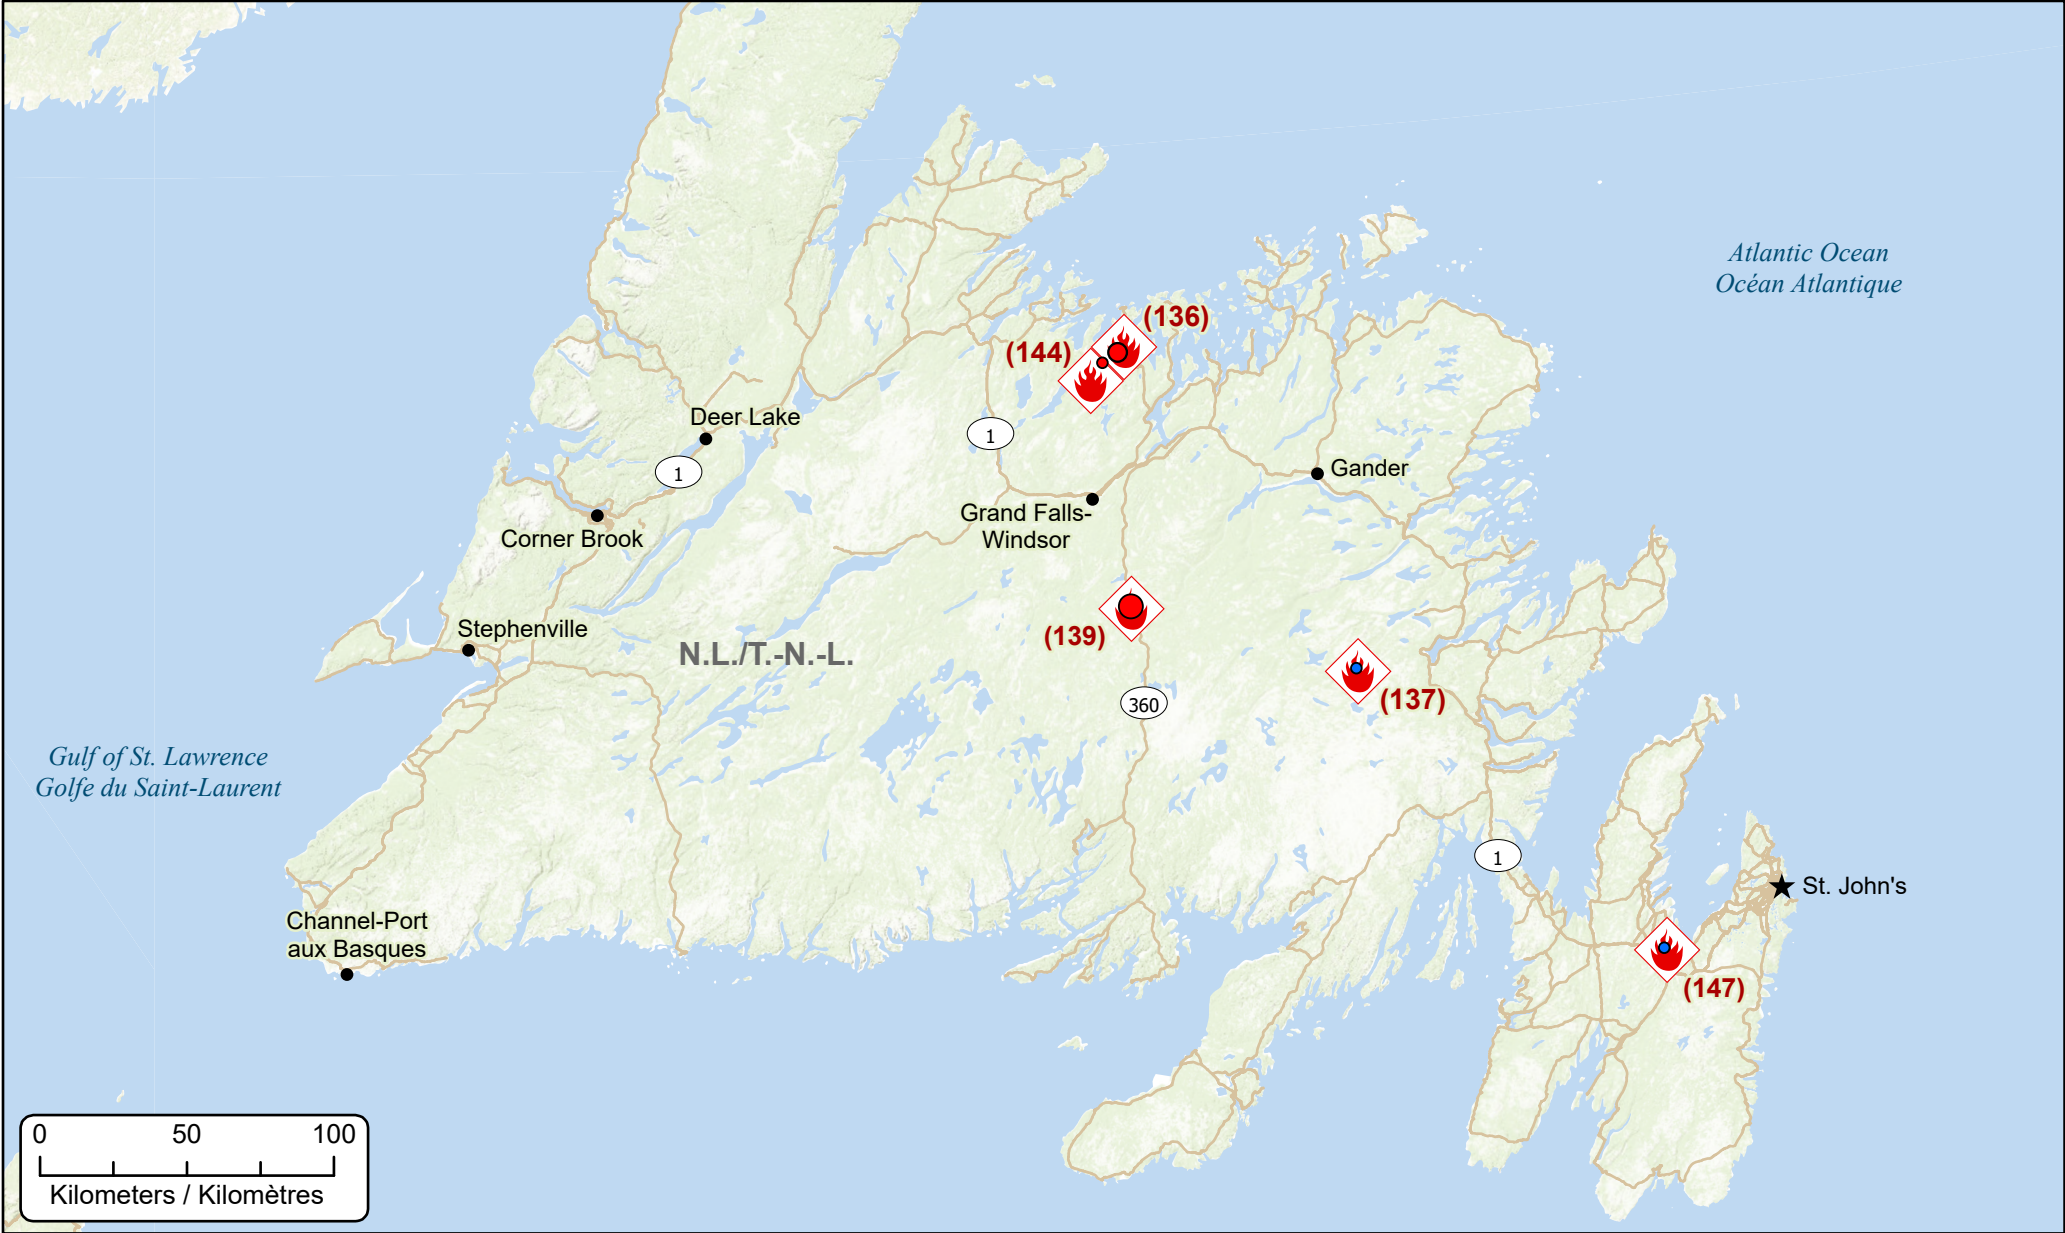 Atlantic Ocean
Océan Atlantique
(136)
(144)
Deer Lake
1
1
Gander
Grand Falls-
Windsor
Corner Brook
Stephenville
(139)
N.L./T.-N.-L.
(137)
360
Gulf of St. Lawrence
Golfe du Saint-Laurent
1
St. John's
Channel-Port
aux Basques
(147)
0 50 100
Kilometers / Kilomètres